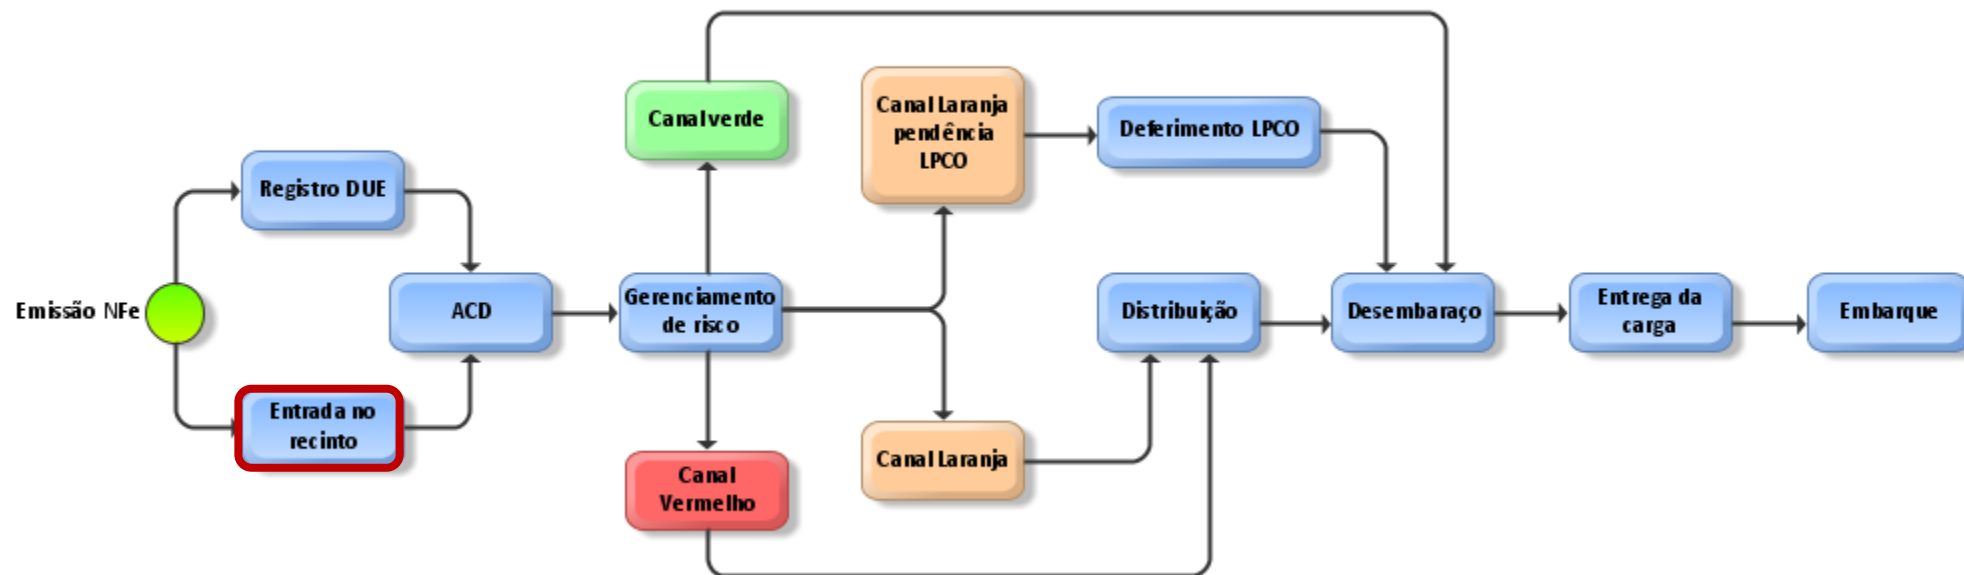 Emissão NFe
Registro DUE
Entrada no
recinto
ACD
Gerenciamento
de risco
Canal verde
Canal
Vermelho
Canal Laranja
pendência
LPCO
Canal Laranja
Deferimento LPCO
Distribuição
Desembaraço
Entrega da
carga
Embarque